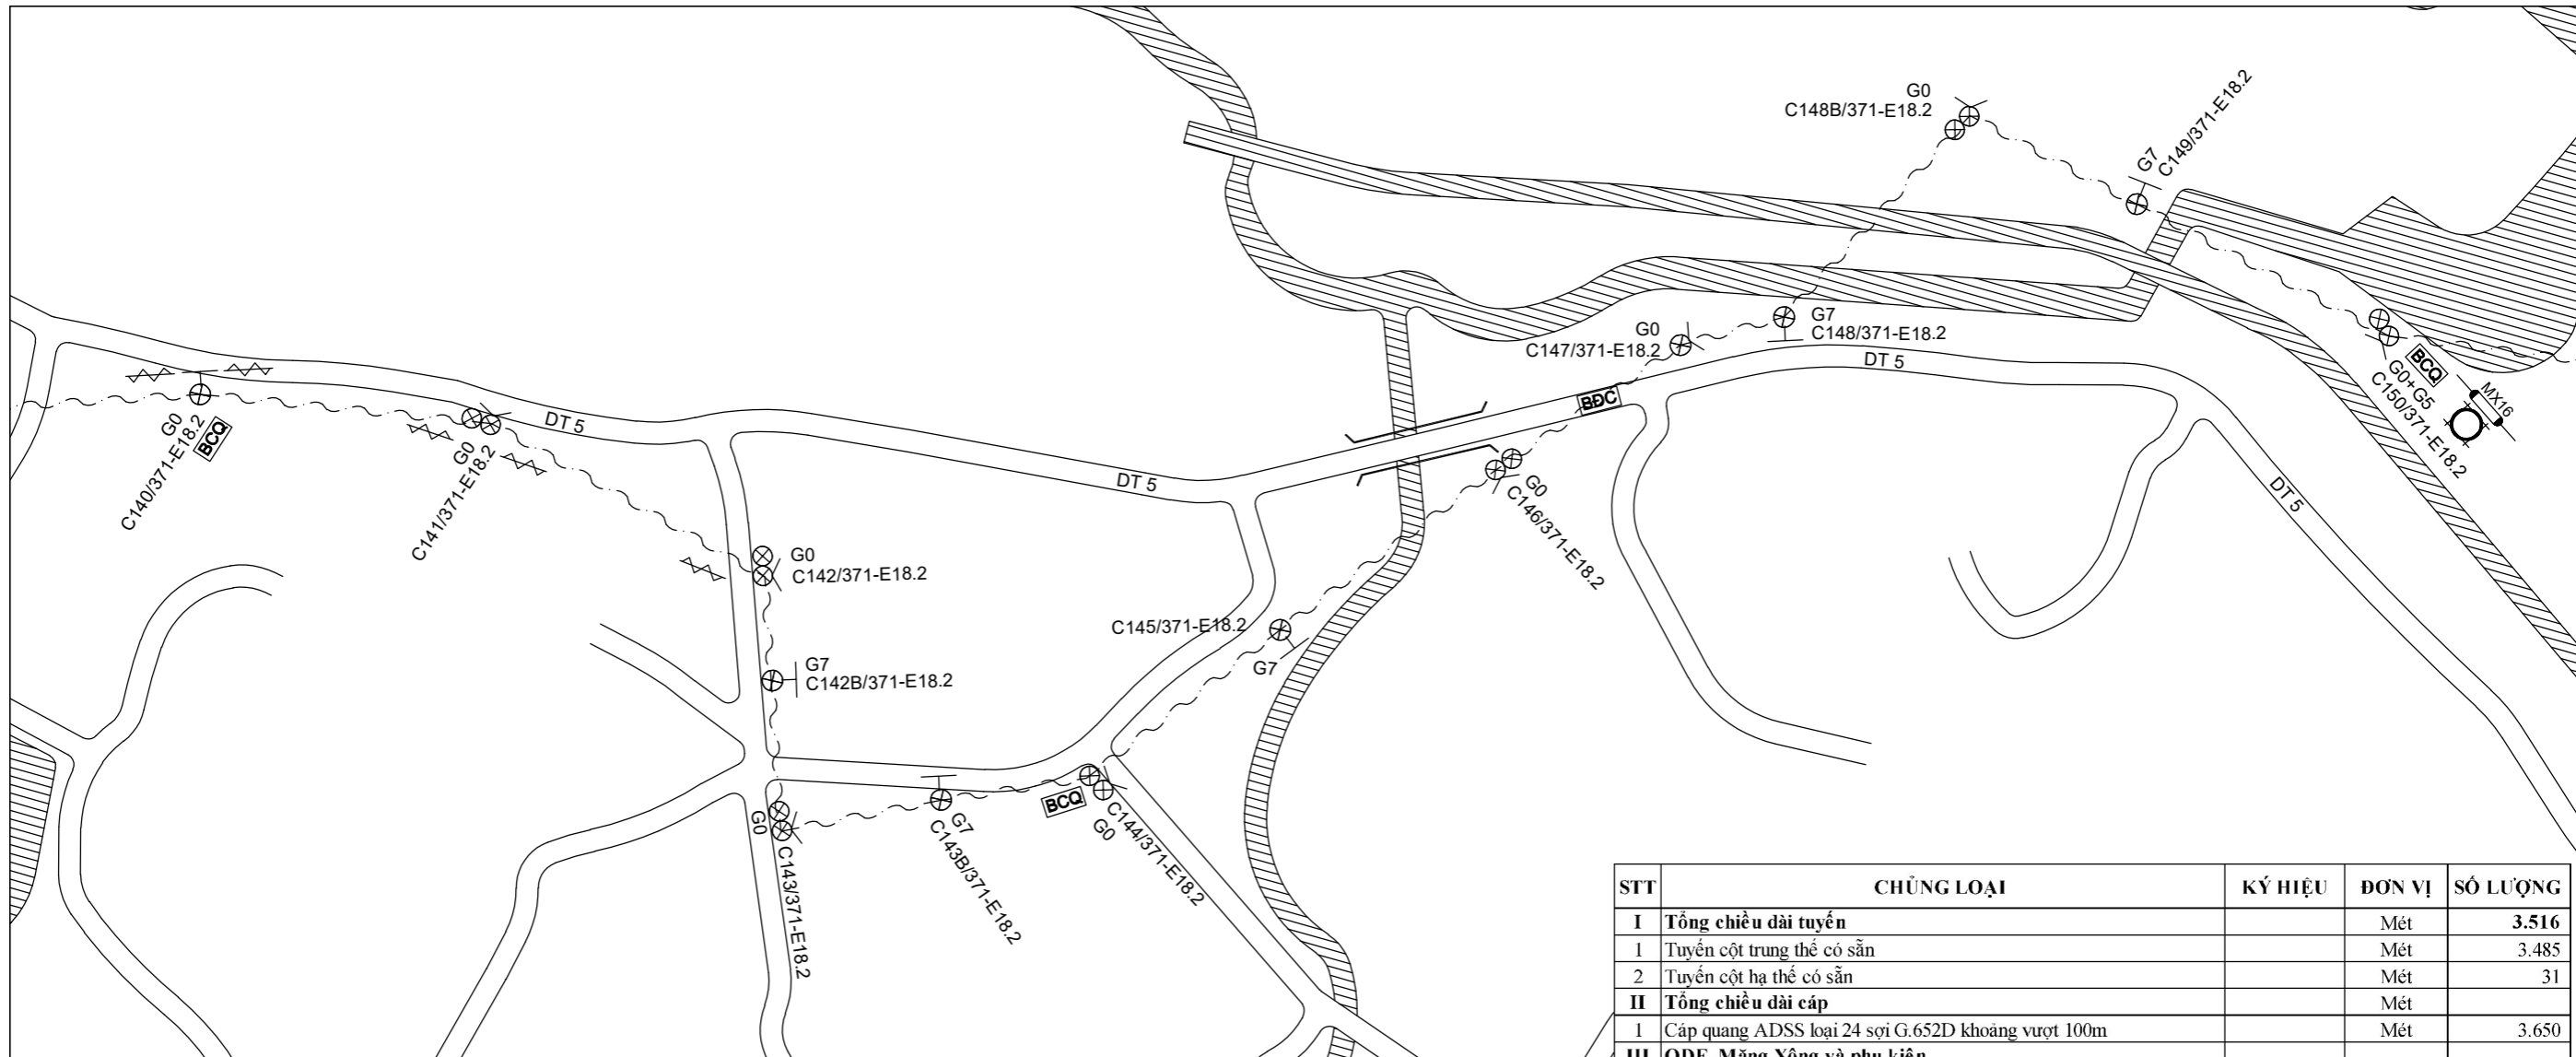 G0
C148B/371-E18.2
G7
C149/371-E18.2
G0
C147/371-E18.2
G7
C148/371-E18.2
DT 5
BCQ
G0+G5
C150/371-E18.2
MX16
G0
C140/371-E18.2
BCQ
G0
C141/371-E18.2
DT 5
BĐC
DT 5
G0
C146/371-E18.2
DT 5
G0
C142/371-E18.2
C145/371-E18.2
G7
G7
C142B/371-E18.2
G0
C143/371-E18.2
G7
C143B/371-E18.2
BCQ
G0
C144/371-E18.2
STT CHỦNG LOẠI KÝ HIỆU ĐƠN VỊ SỐ LƯỢNG
I Tổng chiều dài tuyến Mét 3.516
1 Tuyến cột trung thế có sẵn Mét 3.485
2 Tuyến cột hạ thế có sẵn Mét 31
II Tổng chiều dài cáp Mét
1 Cáp quang ADSS loại 24 sợi G.652D khoảng vượt 100m Mét 3.650
III ODF, Măng Xông và phụ kiện